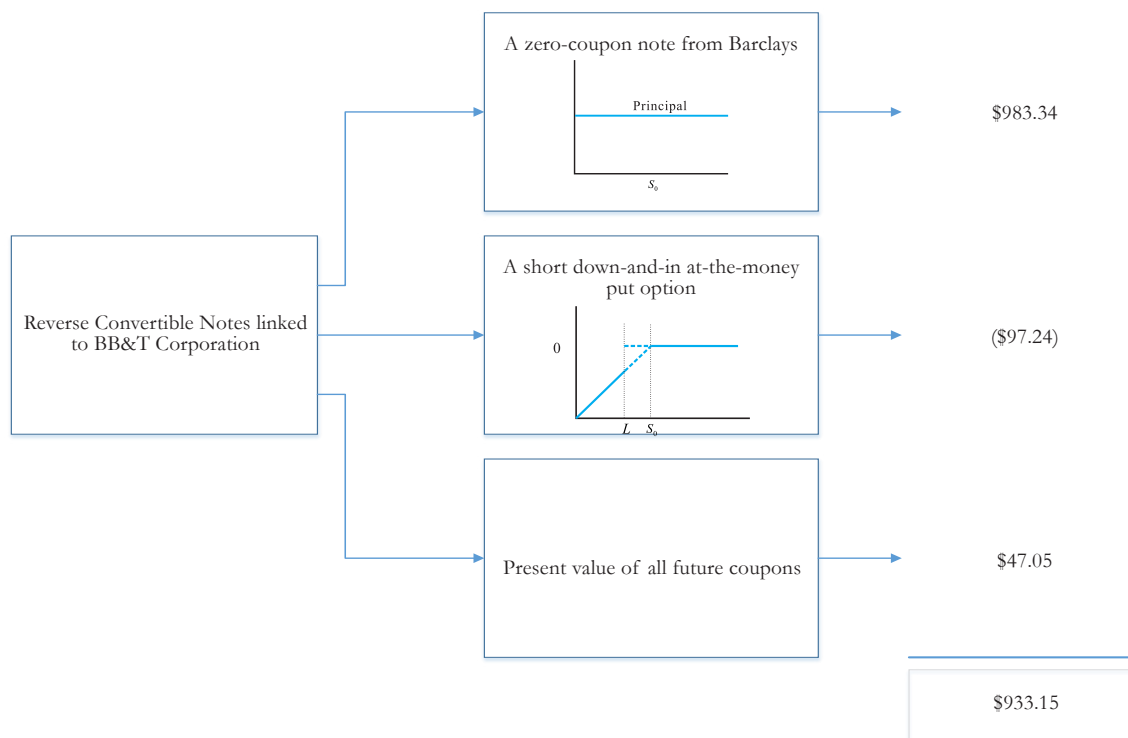 A zero-coupon note from Barclays
Principal
S0
$983.34
Reverse Convertible Notes linked
to BB&T Corporation
A short down-and-in at-the-money
put option
0
L S0
($97.24)
Present value of all future coupons
$47.05
$933.15